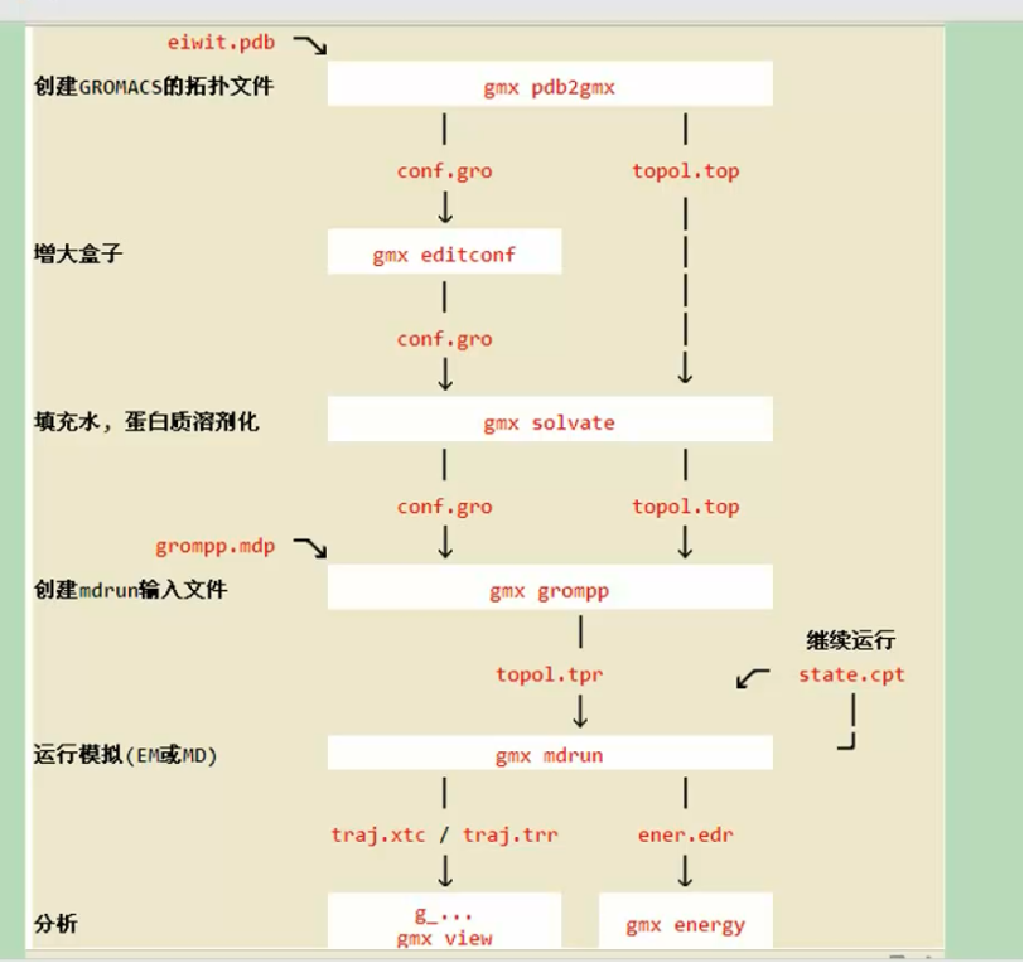 eiwit.pdb
创建GROMACS的拓扑文件
gmx pdb2gmx
conf.gro
topol.top
增大盒子
gmx editconf
conf.gro
填充水，蛋白质溶剂化
gmx solvate
conf.gro
topol.top
grompp.mdp
创建mdrun输入文件
gmx grompp
继续运行
topol.tpr
state.cpt
运行模拟(EM或MD)
gmx mdrun
traj.xtc / traj.trr
ener.edr
分析
g_...
gmx view
gmx energy